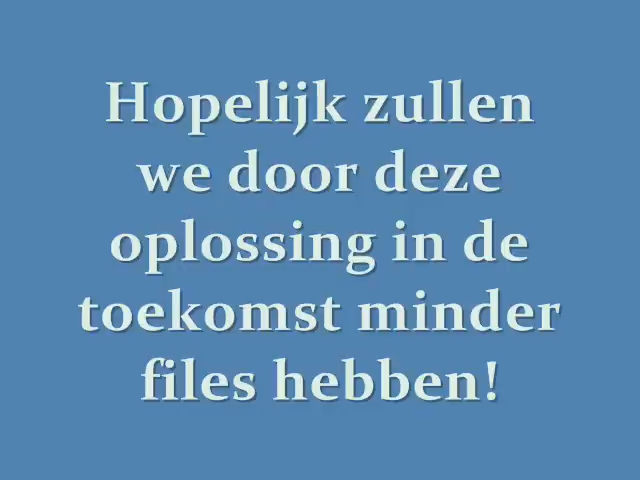 Hopelijk zullen
we door deze
oplossing in de
toekomst minder
files hebben!